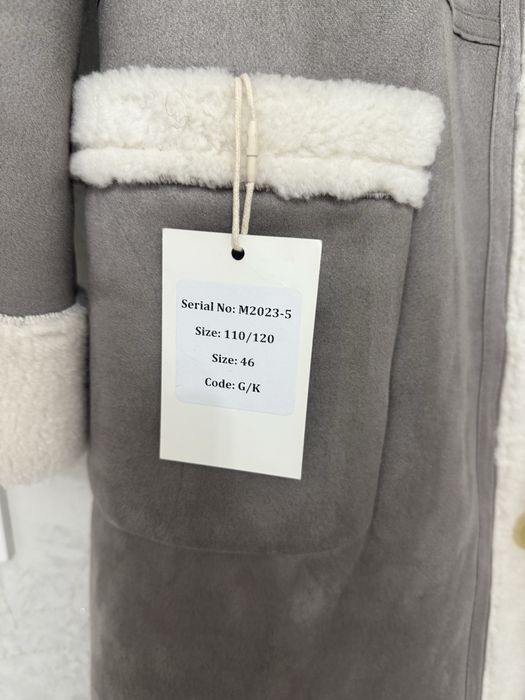 Serial No: M2023-5
Size: 110/120
Size: 46
Code: G/K